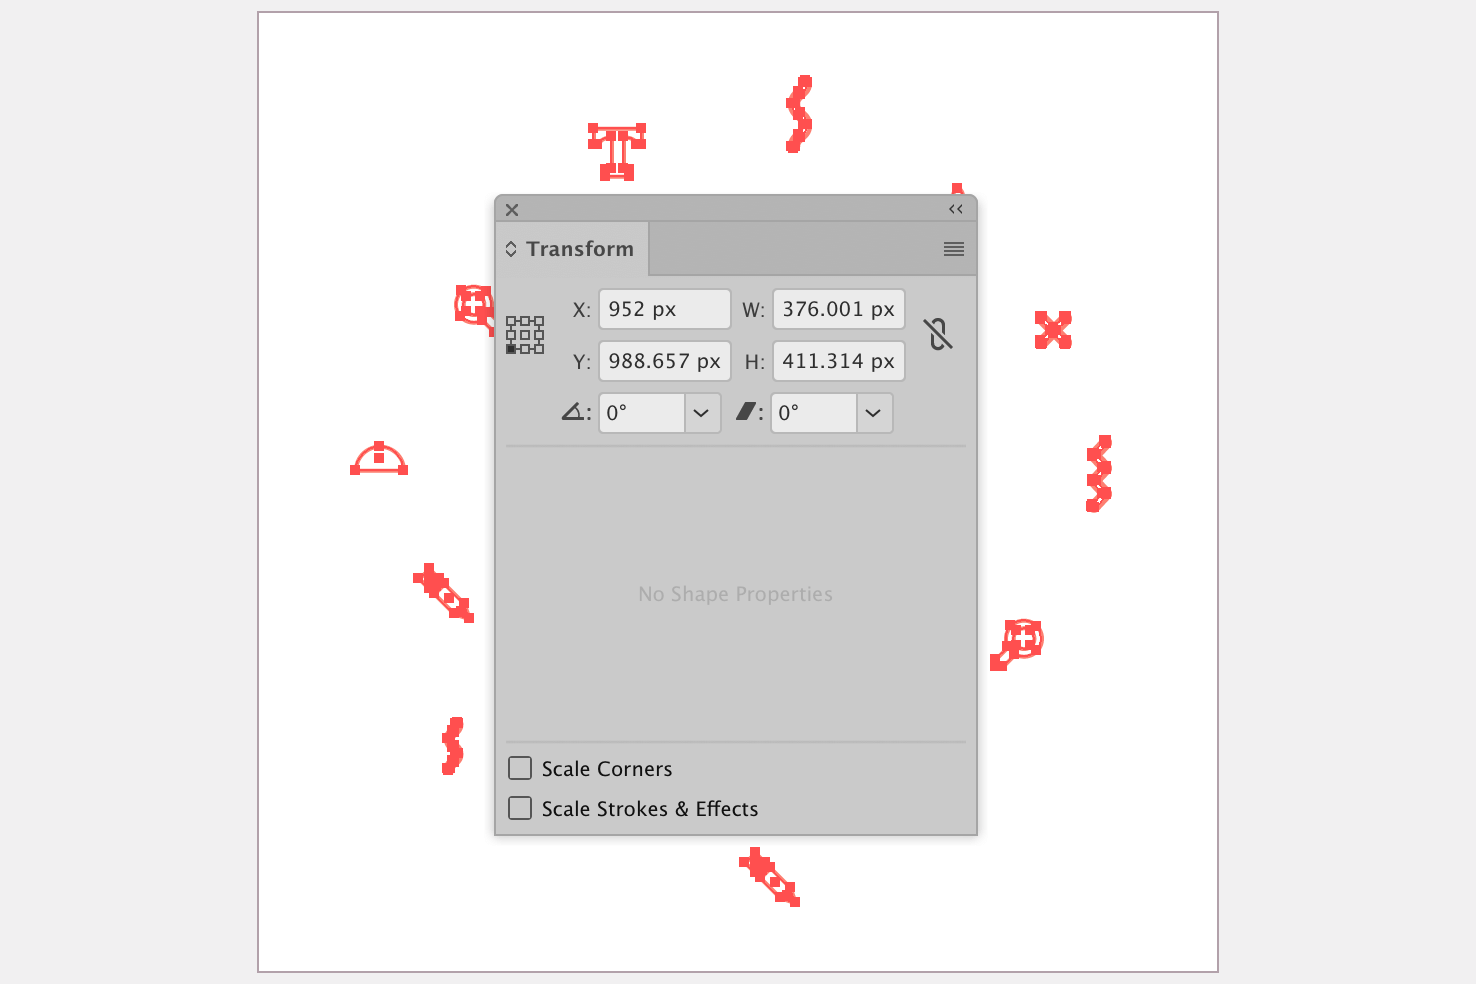 Transform
X: 952 px W: 376.001 px
Y: 988.657 px H: 411.314 px
: 0° : 0°
No Shape Properties
Scale Corners
Scale Strokes & Effects